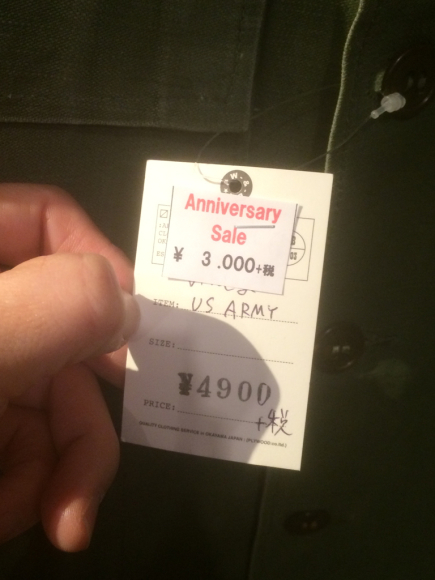 Anniversary
Sale
¥ 3.000+税
ITEM: US ARMY
SIZE:
¥4900
PRICE:
+税